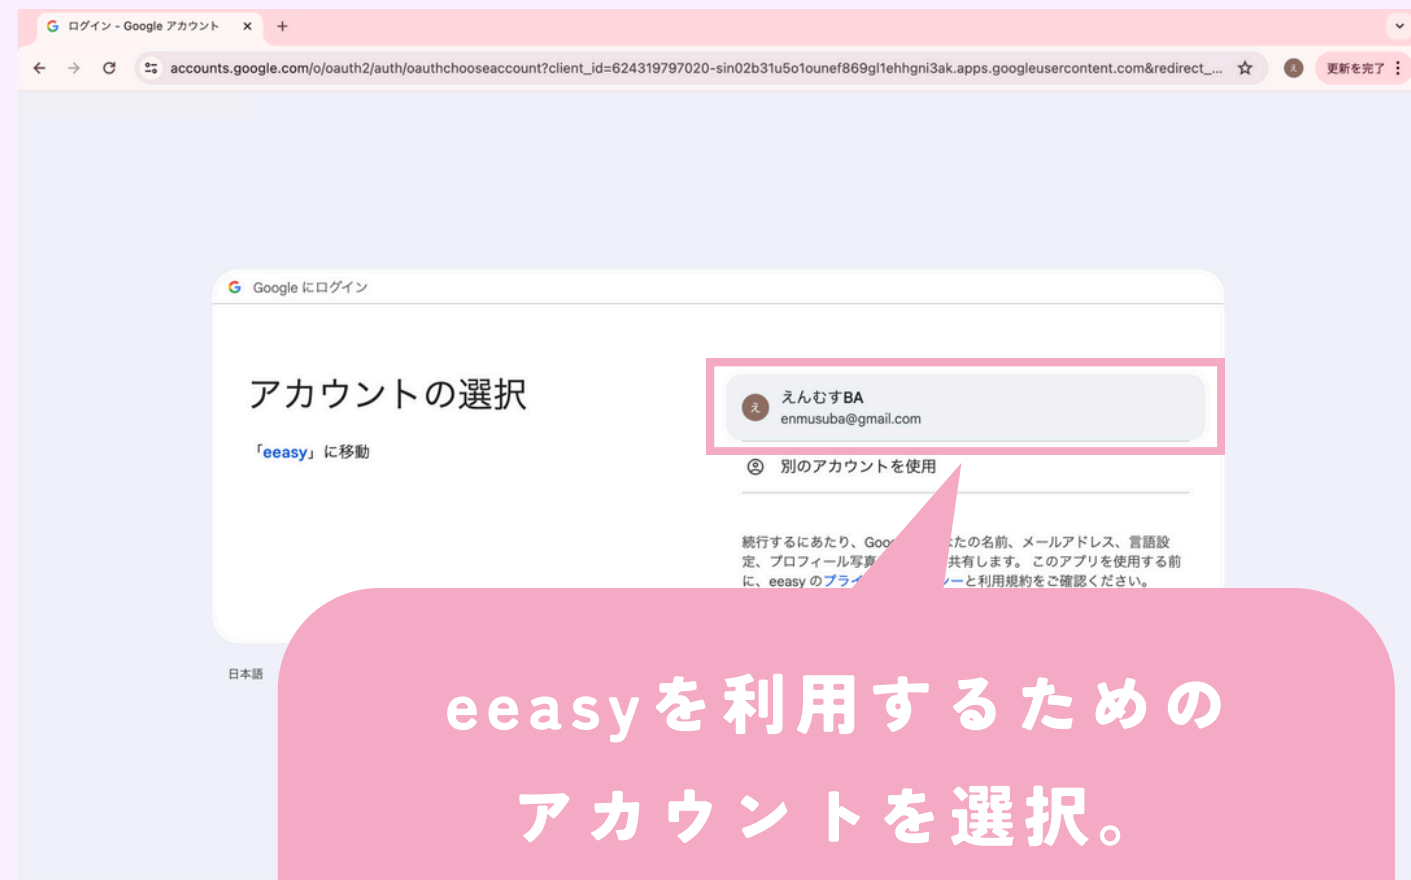 ログイン - Google アカウント
accounts.google.com/o/oauth2/auth/oauthchooseaccount?client_id=624319797020-sin02b31u5o1ounef869gl1ehhgni3ak.apps.googleusercontent.com&redirect_...
え
更新を完了
Google にログイン
アカウントの選択
「eeasy」に移動
え
えんむすBA
enmusuba@gmail.com
別のアカウントを使用
続行するにあたり、Goo たの名前、メールアドレス、言語設
定、プロフィール写真 共有します。このアプリを使用する前
に、eeasy のプライ ーと利用規約をご確認ください。
日本語
eeasyを利用するための
アカウントを選択。